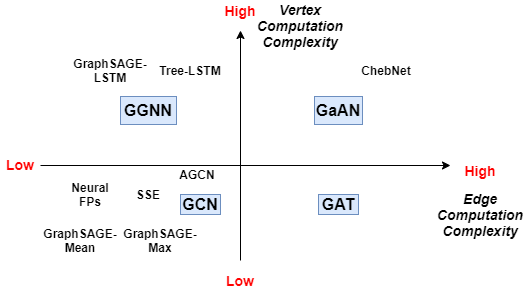 High
Vertex
Computation
Complexity
GraphSAGE-
LSTM
Tree-LSTM
ChebNet
GGNN
GaAN
Low
High
AGCN
Neural
FPs
SSE
GCN
GAT
Edge
Computation
Complexity
GraphSAGE-
Mean
GraphSAGE-
Max
Low